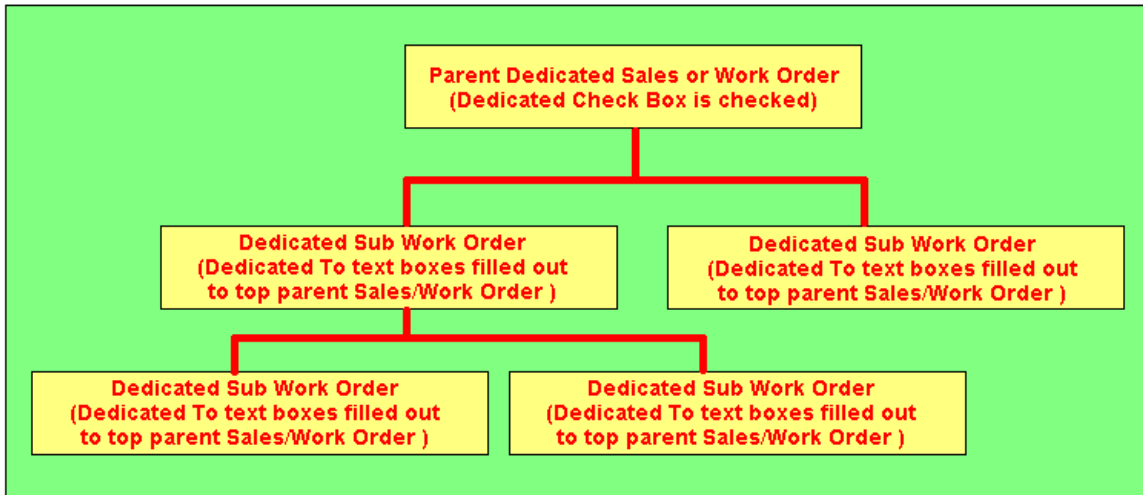 Parent Dedicated Sales or Work Order
(Dedicated Check Box is checked)
Dedicated Sub Work Order
(Dedicated To text boxes filled out
to top parent Sales/Work Order )
Dedicated Sub Work Order
(Dedicated To text boxes filled out
to top parent Sales/Work Order )
Dedicated Sub Work Order
(Dedicated To text boxes filled out
to top parent Sales/Work Order )
Dedicated Sub Work Order
(Dedicated To text boxes filled out
to top parent Sales/Work Order )